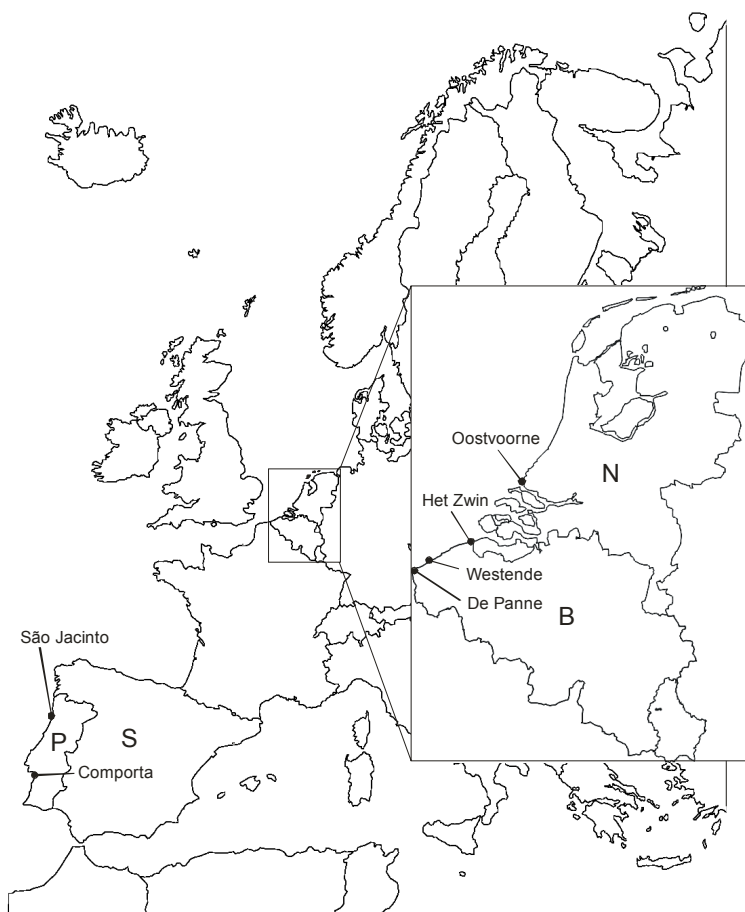 Oostvoorne
N
Het Zwin
Westende
De Panne
B
São Jacinto
P
S
Comporta